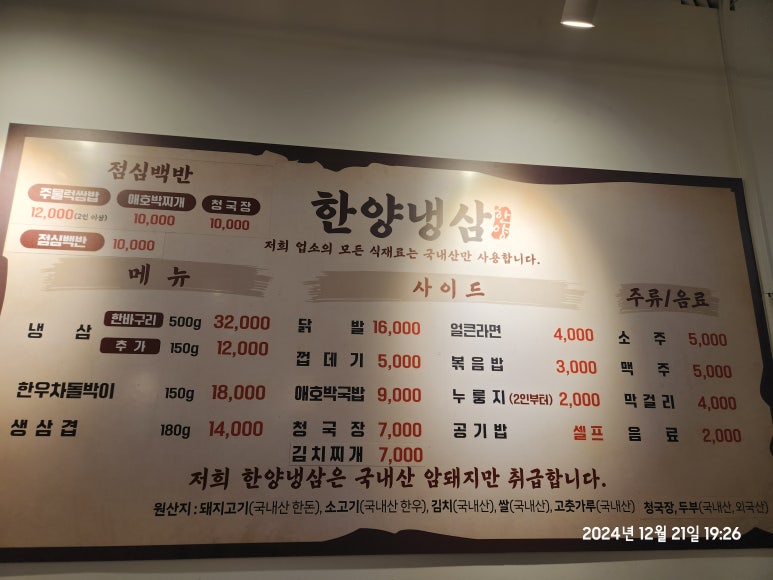 점심백반
주물럭쌈밥 애호박찌개 청국장
12,000(2인 이상) 10,000 10,000
점심백반 10,000
한양냉삼 한양
저희 업소의 모든 식재료는 국내산만 사용합니다.
메뉴
냉삼 한바구리 500g 32,000
추가 150g 12,000
한우차돌박이 150g 18,000
생삼겹 180g 14,000
사이드
닭발 16,000
껍데기 5,000
애호박국밥 9,000
청국장 7,000
김치찌개 7,000
얼큰라면 4,000
볶음밥 3,000
누룽지 (2인부터) 2,000
공기밥 셀프
주류/음료
소주 5,000
맥주 5,000
막걸리 4,000
음료 2,000
저희 한양냉삼은 국내산 암돼지만 취급합니다.
원산지 : 돼지고기(국내산 한돈), 소고기(국내산 한우), 김치(국내산), 쌀(국내산), 고춧가루(국내산) 청국장, 두부(국내산, 외국산)
2024년 12월 21일 19:26